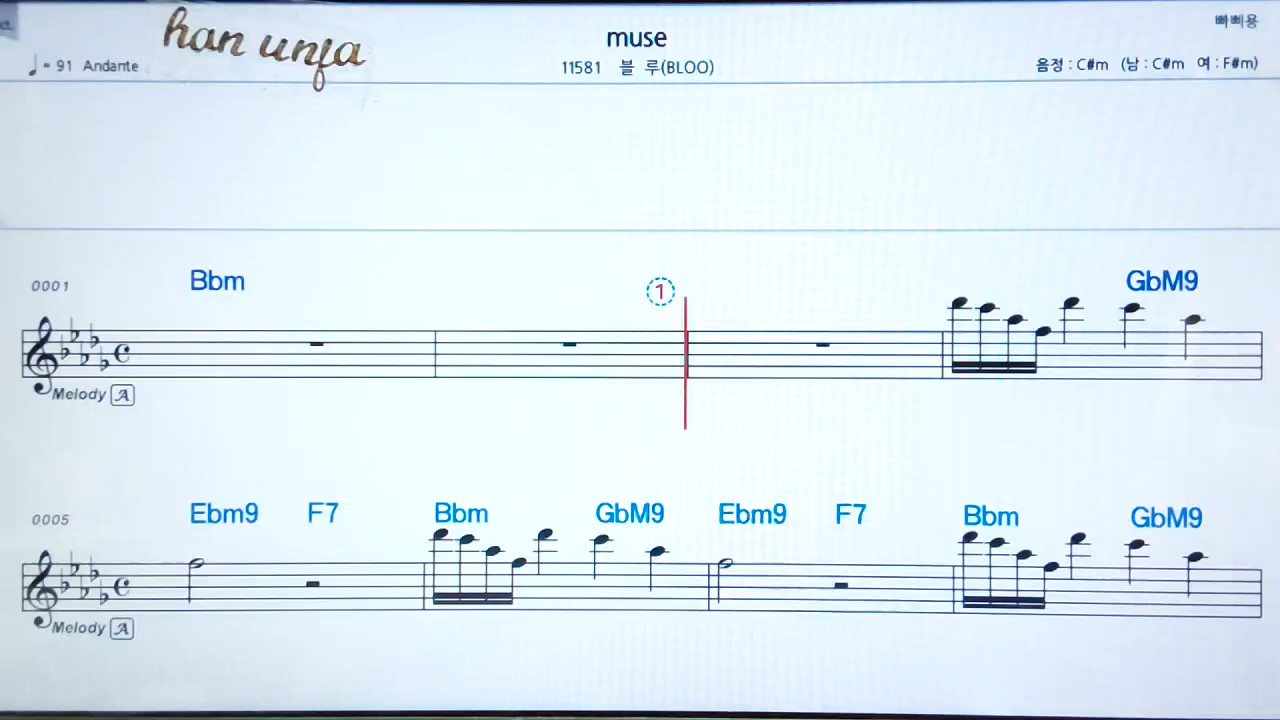 ct.
han unja
muse
빠삐용
♩= 91 Andante
11581 블 루(BLOO)
음정 : C#m (남 : C#m 여 : F#m)
①
0001 Bbm GbM9
Melody A
0005 Ebm9 F7 Bbm GbM9 Ebm9 F7 Bbm GbM9
Melody A